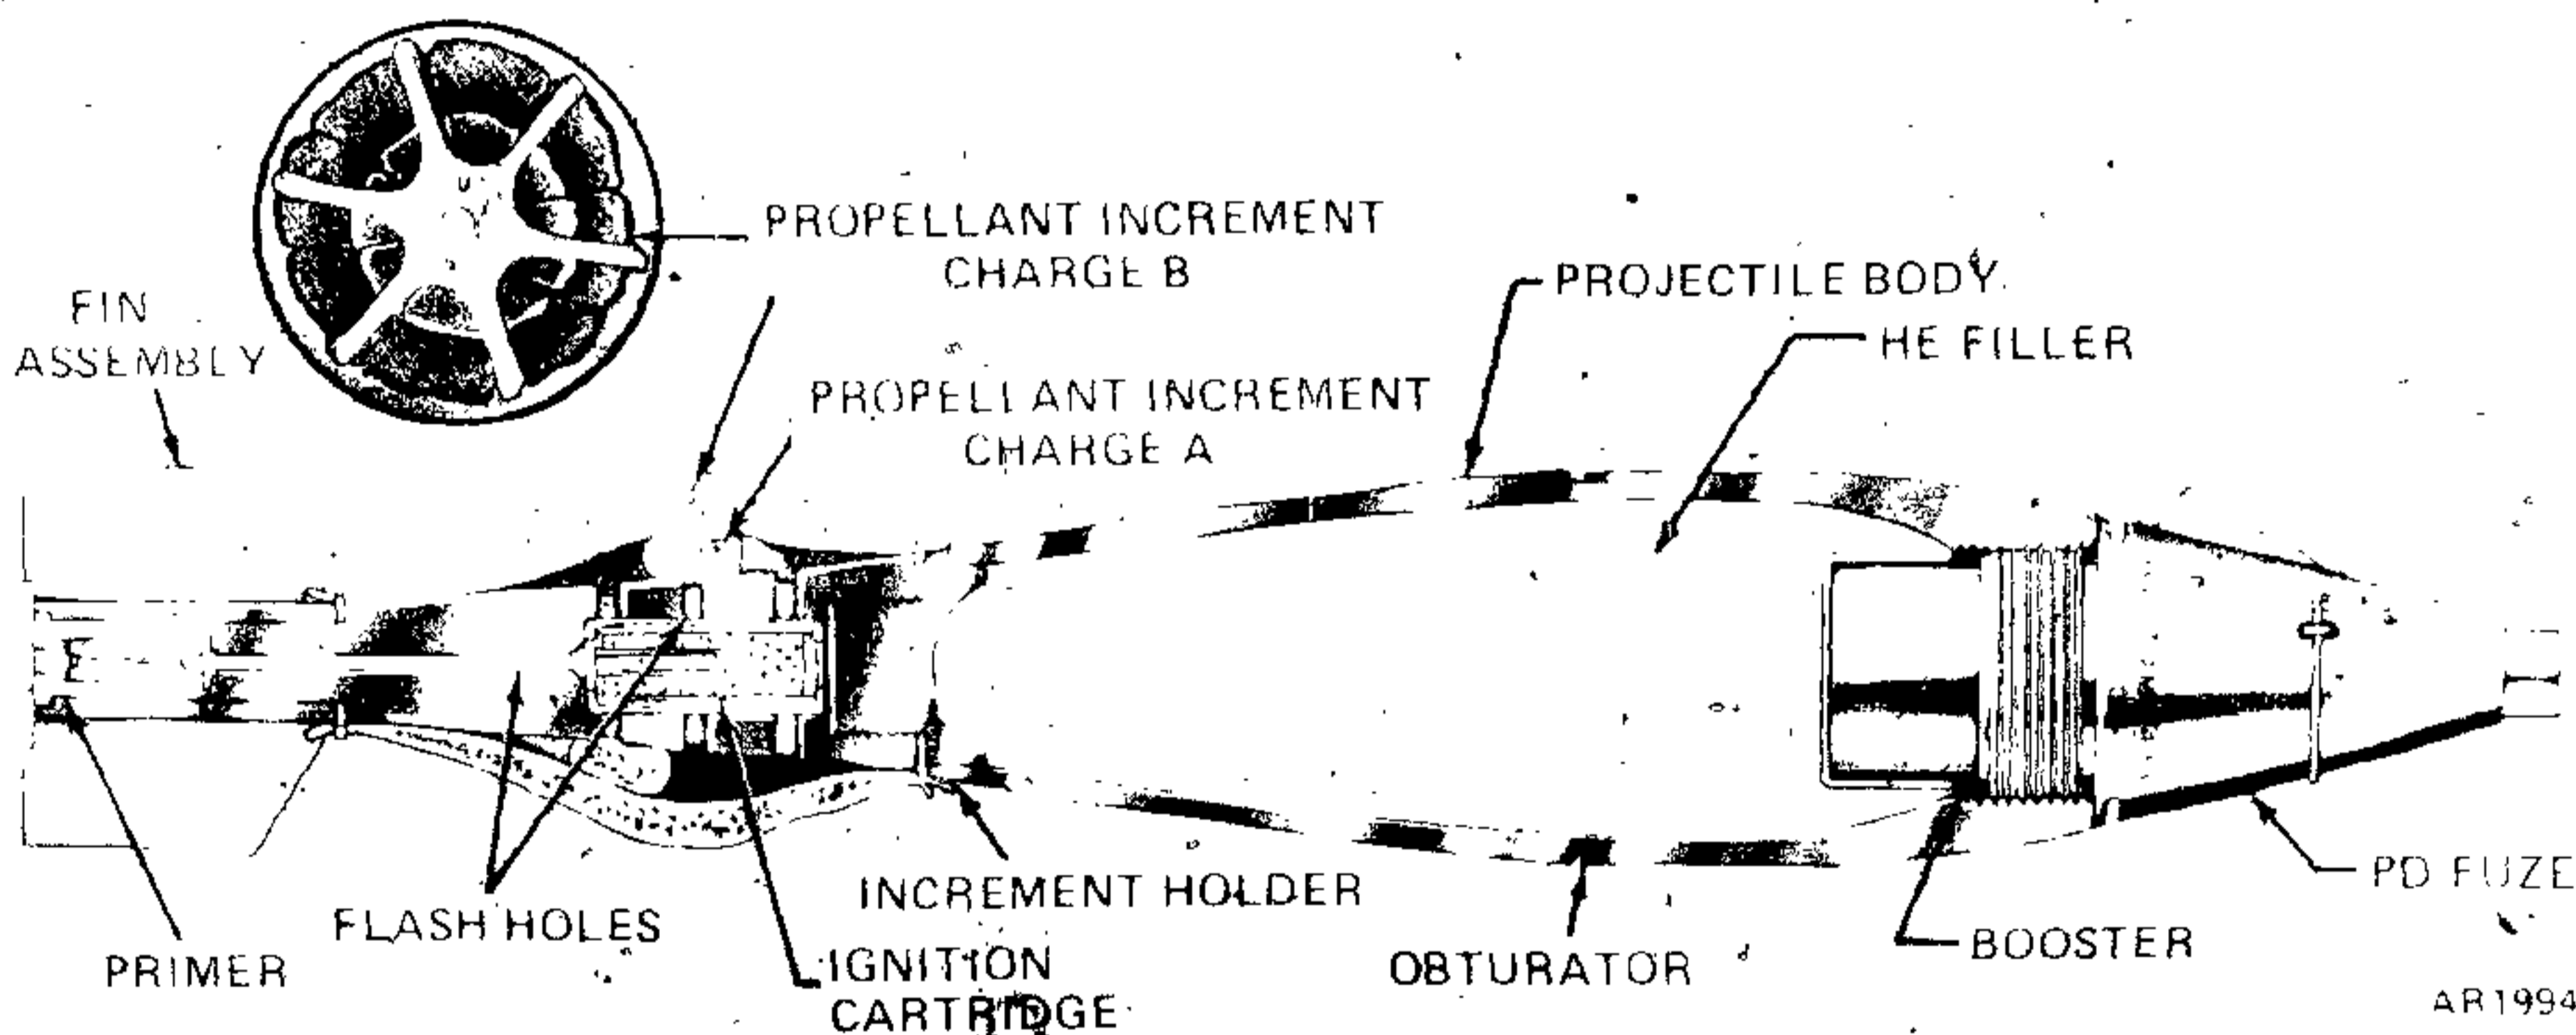 PROPELLANT INCREMENT
CHARGE B
FIN
ASSEMBLY
PROJECTILE BODY
HE FILLER
PROPELLANT INCREMENT
CHARGE A
INCREMENT HOLDER
FLASH HOLES
PRIMER
IGNITION
CARTRIDGE
OBTURATOR
BOOSTER
PD FUZE
AR1994